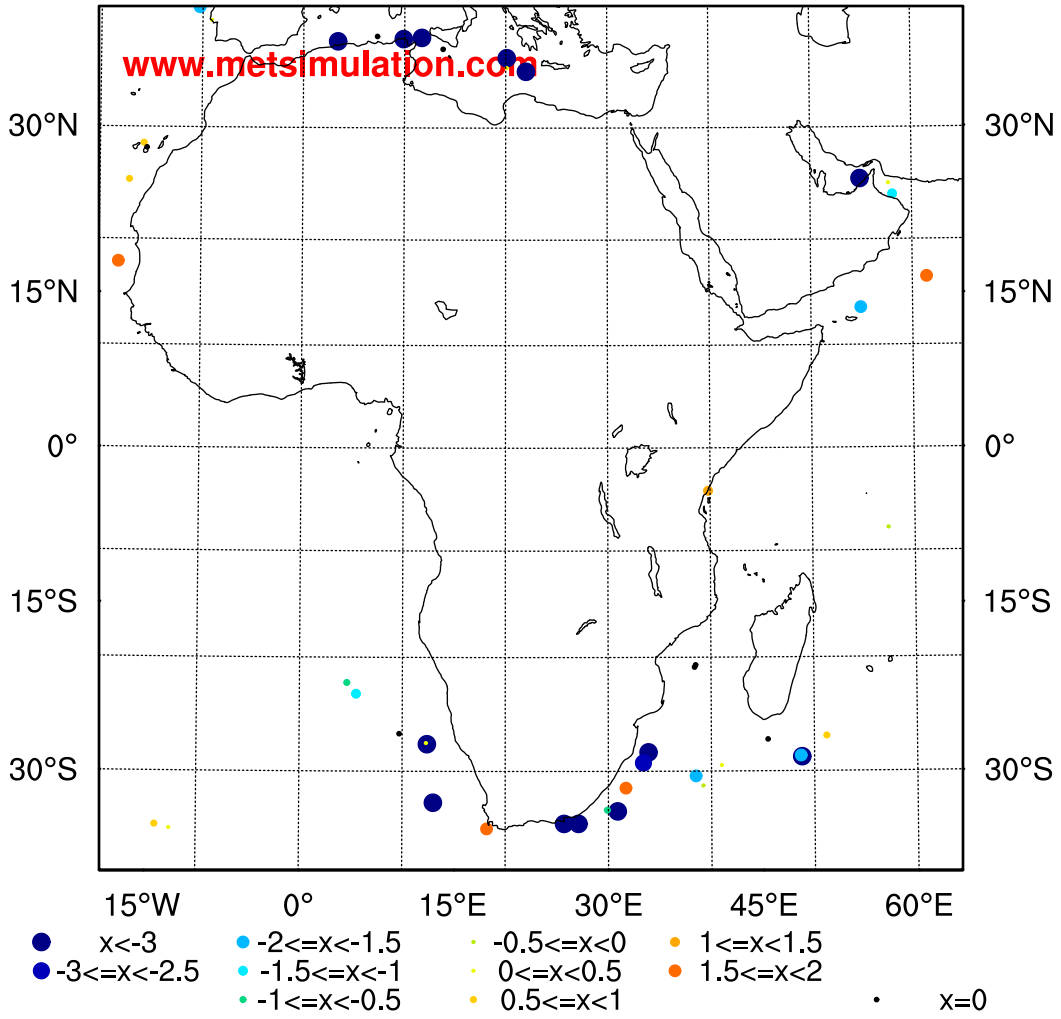 www.metsimulation.com
30°N 30°N
15°N 15°N
0° 0°
15°S 15°S
30°S 30°S
15°W 0° 15°E 30°E 45°E 60°E
x<-3 -2<=x<-1.5 -0.5<=x<0 1<=x<1.5
-3<=x<-2.5 -1.5<=x<-1 0<=x<0.5 1.5<=x<2
-1<=x<-0.5 0.5<=x<1 x=0